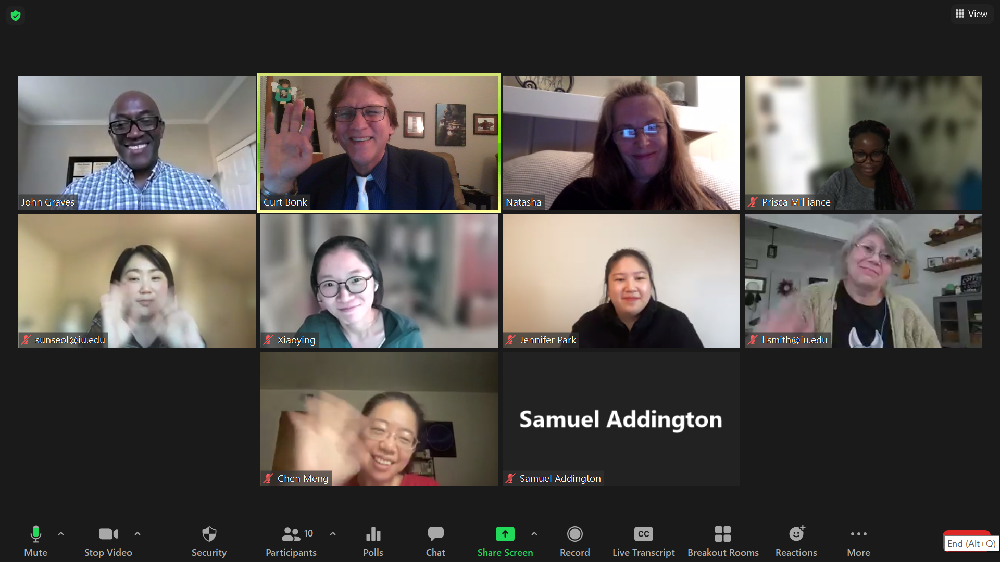 View
John Graves
Curt Bonk
Natasha
Prisca Milliance
sunseol@iu.edu
Xiaoying
Jennifer Park
llsmith@iu.edu
Chen Meng
Samuel Addington
Samuel Addington
10
CC
Mute
Stop Video
Security
Participants
Polls
Chat
Share Screen
Record
Live Transcript
Breakout Rooms
Reactions
More
End (Alt+Q)